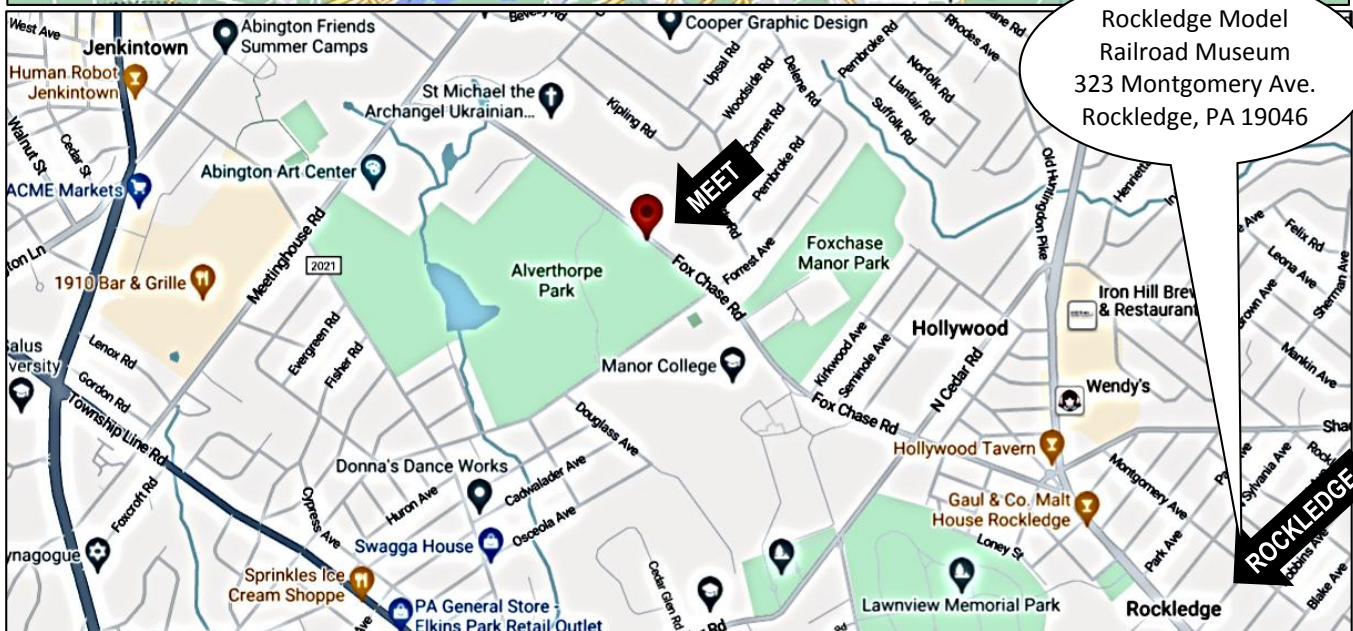 Rockledge Model
Railroad Museum
323 Montgomery Ave.
Rockledge, PA 19046
West Ave
Jenkintown
Abington Friends
Summer Camps
Cooper Graphic Design
Human Robot
Jenkintown
St Michael the
Archangel Ukrainian...
Upsal Rd
Woodside Rd
Delene Rd
Pembroke Rd
Rhodes Ave
Norfolk Rd
Llanfair Rd
Suffolk Rd
Kipling Rd
Walnut St
Cedar St
ACME Markets
Abington Art Center
MEET
Pembroke Rd
Old Huntingdon Pike
Meetinghouse Rd
2021
1910 Bar & Grille
Alverthorpe
Park
Fox Chase Rd
Forrest Ave
Foxchase
Manor Park
Felix Rd
Leona Ave
Sherman Ave
Iron Hill Brew
& Restaurant
Hollywood
Lenox Rd
Evergreen Rd
Fisher Rd
Manor College
Kirkwood Ave
Seminole Ave
N Cedar Rd
Mankin Ave
Wendy's
Gordon Rd
Township Line Rd
Douglass Ave
Fox Chase Rd
Hollywood Tavern
Donna's Dance Works
Cadwalader Ave
Huron Ave
Osceola Ave
Cypress Ave
Foxcroft Rd
Montgomery Ave
Sylvania Ave
Gaul & Co. Malt
House Rockledge
Loney St
Park Ave
ROCKLEDGE
Swagga House
Sprinkles Ice
Cream Shoppe
Cedar Glen Rd
Lawnview Memorial Park
Rockledge
Blake Ave
PA General Store -
Elkins Park Retail Outlet